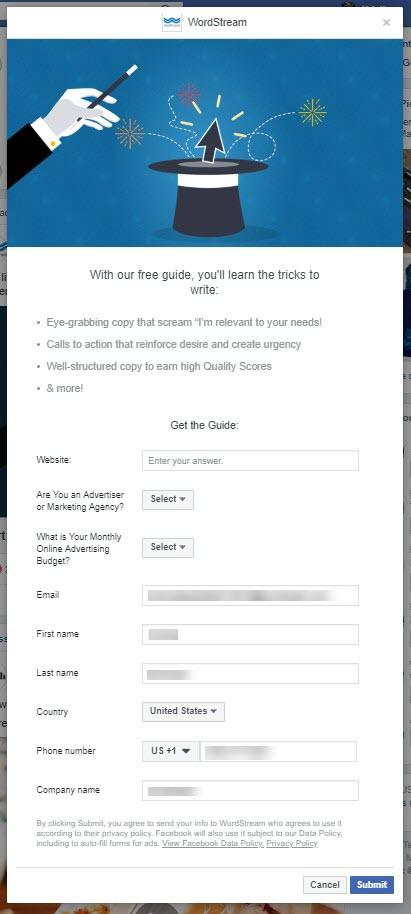 WordStream
×
With our free guide, you'll learn the tricks to
write:
• Eye-grabbing copy that scream “I'm relevant to your needs!
• Calls to action that reinforce desire and create urgency
• Well-structured copy to earn high Quality Scores
• & more!
Get the Guide:
Website:
Enter your answer.
Are You an Advertiser
or Marketing Agency?
Select
What is Your Monthly
Online Advertising
Budget?
Select
Email
First name
Last name
Country
United States
Phone number
US +1
Company name
By clicking Submit, you agree to send your info to WordStream who agrees to use it
according to their privacy policy. Facebook will also use it subject to our Data Policy,
including to auto-fill forms for ads. View Facebook Data Policy, Privacy Policy
Cancel
Submit